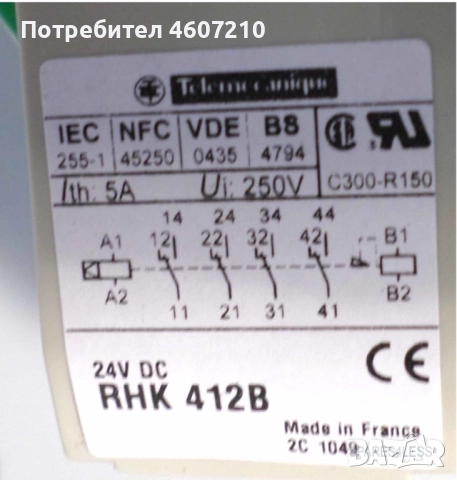 Потребител 4607210
Telemecanique
IEC NFC VDE BS
255-1 45250 0435 4794
C300-R150
Ith: 5A Ui: 250V
14 24 34 44
A1 12 22 32 42 B1
A2 11 21 31 41 B2
24V DC
RHK 412B
CE
Made in France
2C 1049
BAZAR